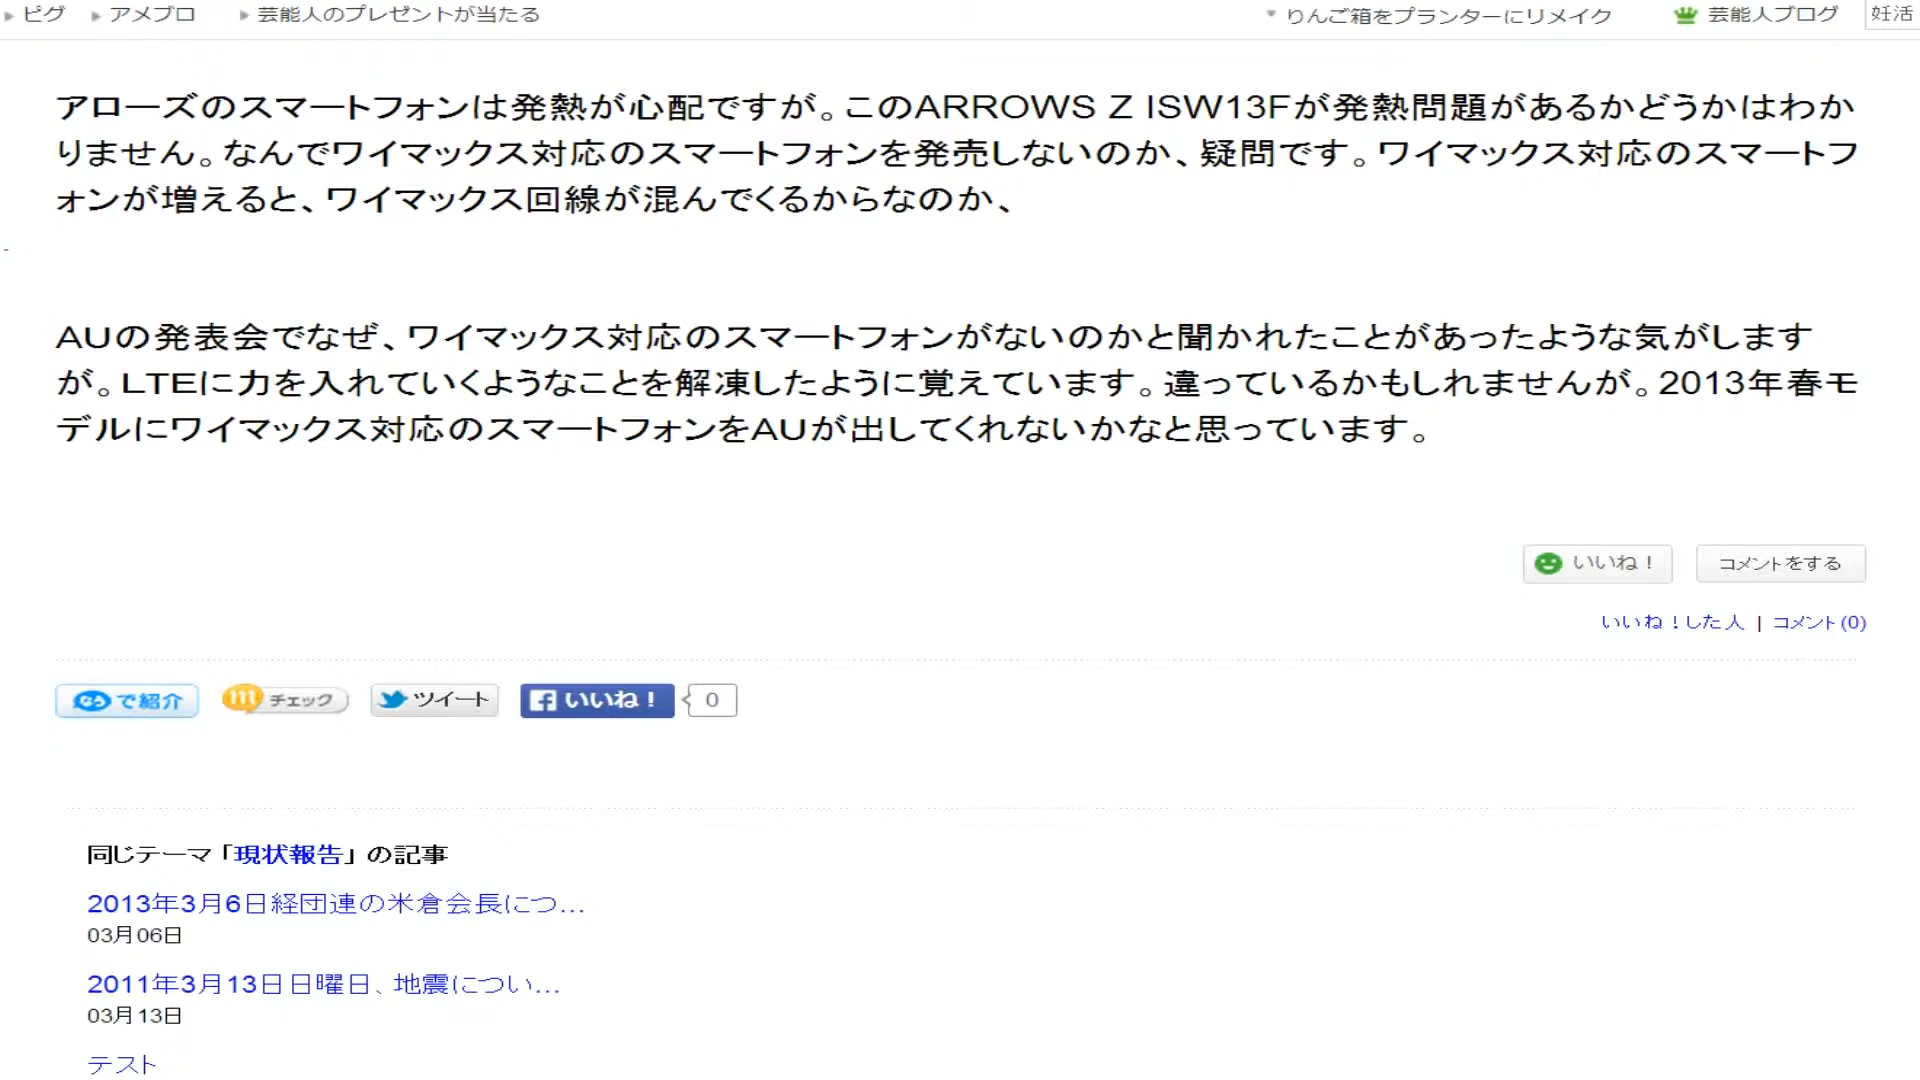 ピグ アメブロ 芸能人のプレゼントが当たる りんご箱をプランターにリメイク 芸能人ブログ 妊活
アローズのスマートフォンは発熱が心配ですが。このARROWS Z ISW13Fが発熱問題があるかどうかはわか
りません。なんでワイマックス対応のスマートフォンを発売しないのか、疑問です。ワイマックス対応のスマートフ
ォンが増えると、ワイマックス回線が混んでくるからなのか、
AUの発表会でなぜ、ワイマックス対応のスマートフォンがないのかと聞かれたことがあったような気がします
が。LTEに力を入れていくようなことを解凍したように覚えています。違っているかもしれませんが。2013年春モ
デルにワイマックス対応のスマートフォンをAUが出してくれないかなと思っています。
いいね! コメントをする
いいね!した人 | コメント(0)
で紹介 チェック ツイート いいね! 0
同じテーマ「現状報告」の記事
2013年3月6日経団連の米倉会長につ...
03月06日
2011年3月13日日曜日、地震につい...
03月13日
テスト